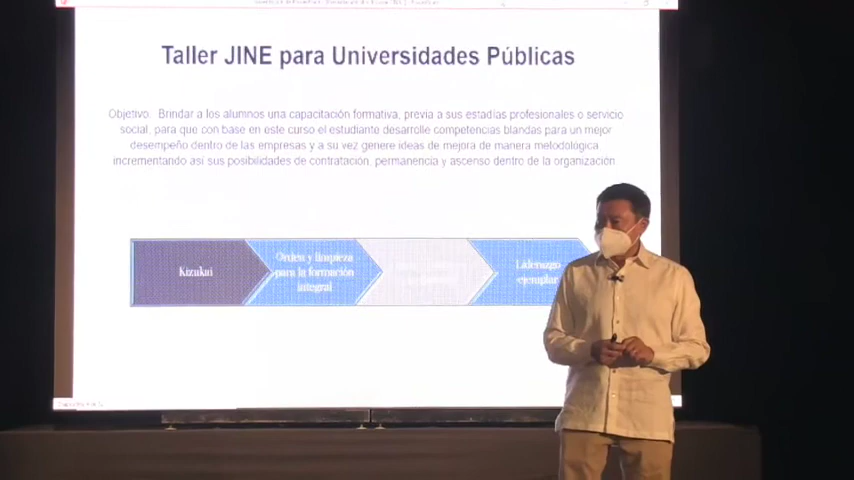 Taller JINE para Universidades Públicas
Objetivo. Brindar a los alumnos una capacitación formativa, previa a sus estadías profesionales o servicio
social, para que con base en este curso el estudiante desarrolle competencias blandas para un mejor
desempeño dentro de las empresas y a su vez genere ideas de mejora de manera metodológica
incrementando así sus posibilidades de contratación, permanencia y ascenso dentro de la organización
Kizukai
Orden y limpieza
para la formación
integral
Liderazgo
ejemplar